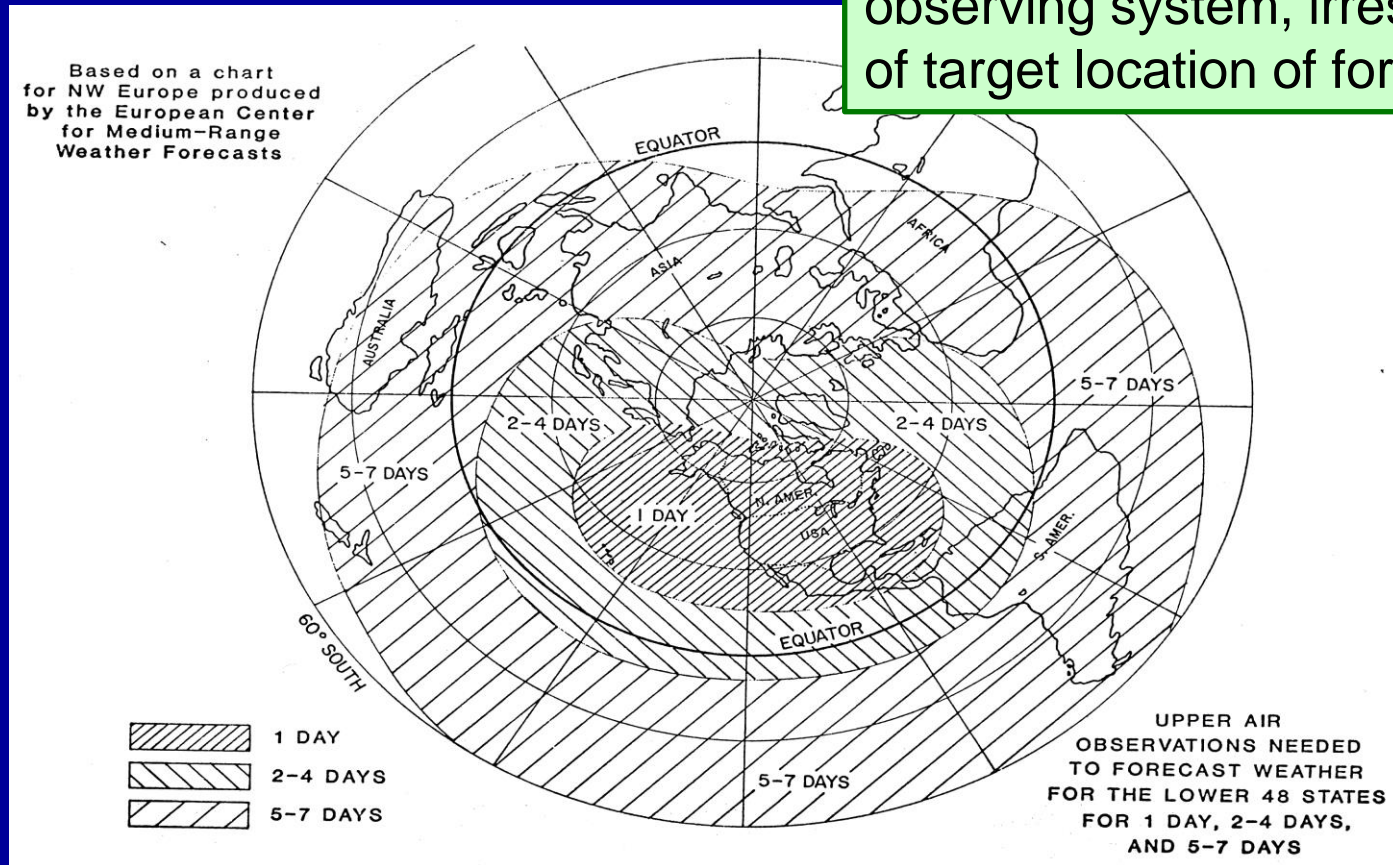 observing system, irres
of target location of for
Based on a chart
for NW Europe produced
by the European Center
for Medium-Range
Weather Forecasts
EQUATOR
AFRICA
ASIA
AUSTRALIA
5-7 DAYS
2-4 DAYS
2-4 DAYS
5-7 DAYS
N. AMER.
1 DAY
USA
S. AMER.
EQUATOR
60° SOUTH
5-7 DAYS
1 DAY
2-4 DAYS
5-7 DAYS
UPPER AIR
OBSERVATIONS NEEDED
TO FORECAST WEATHER
FOR THE LOWER 48 STATES
FOR 1 DAY, 2-4 DAYS,
AND 5-7 DAYS